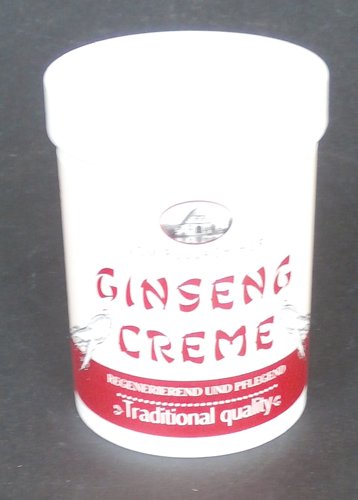 GINSENG
CREME
REGENERIEREND UND PFLEGEND
Traditional quality